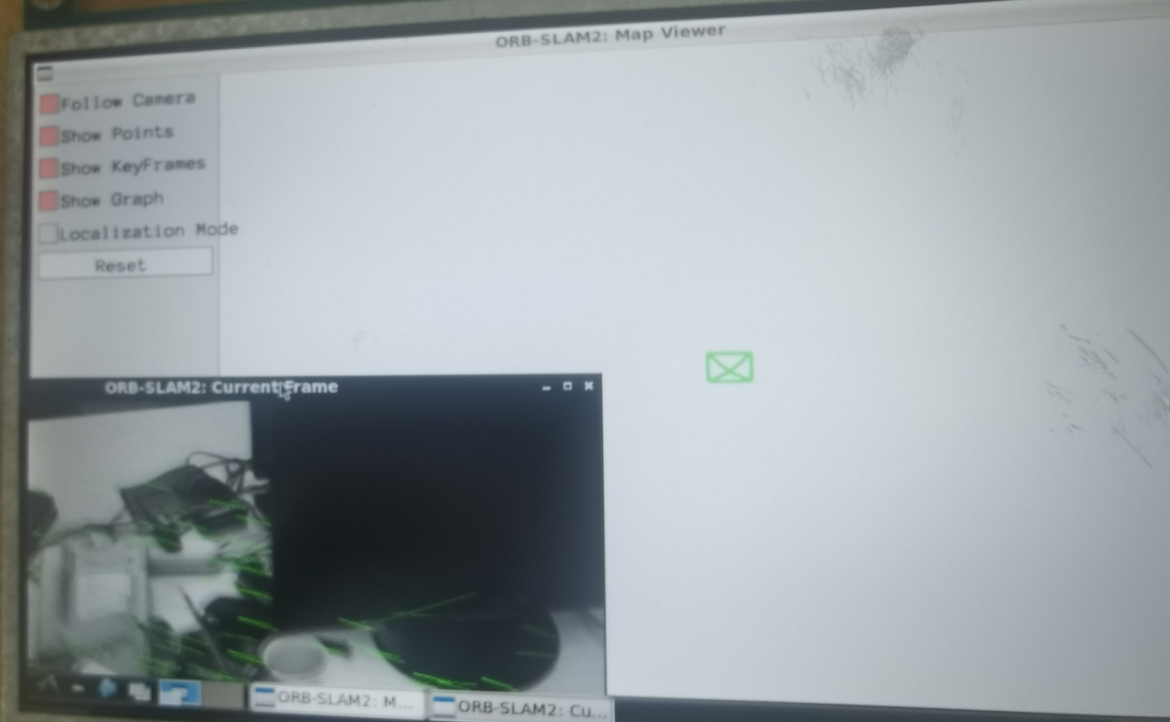 ORB-SLAM2: Map Viewer
Follow Camera
Show Points
Show KeyFrames
Show Graph
Localization Mode
Reset
ORB-SLAM2: Current Frame
ORB-SLAM2: M...
ORB-SLAM2: Cu...